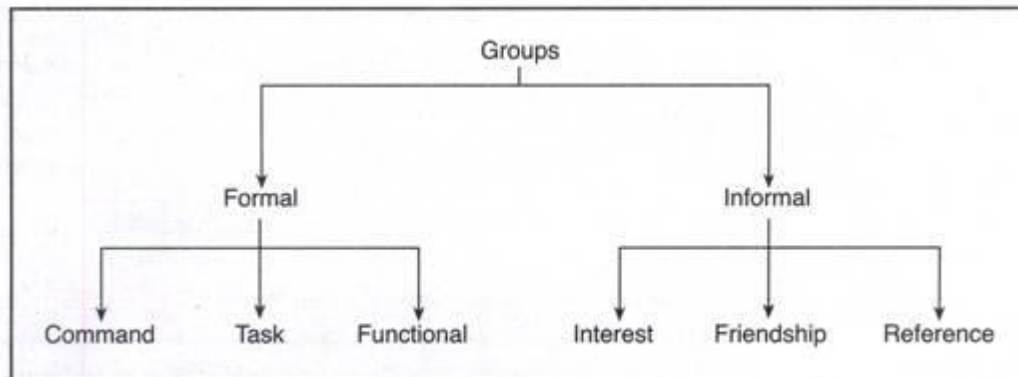 Groups
Formal Informal
Command Task Functional Interest Friendship Reference